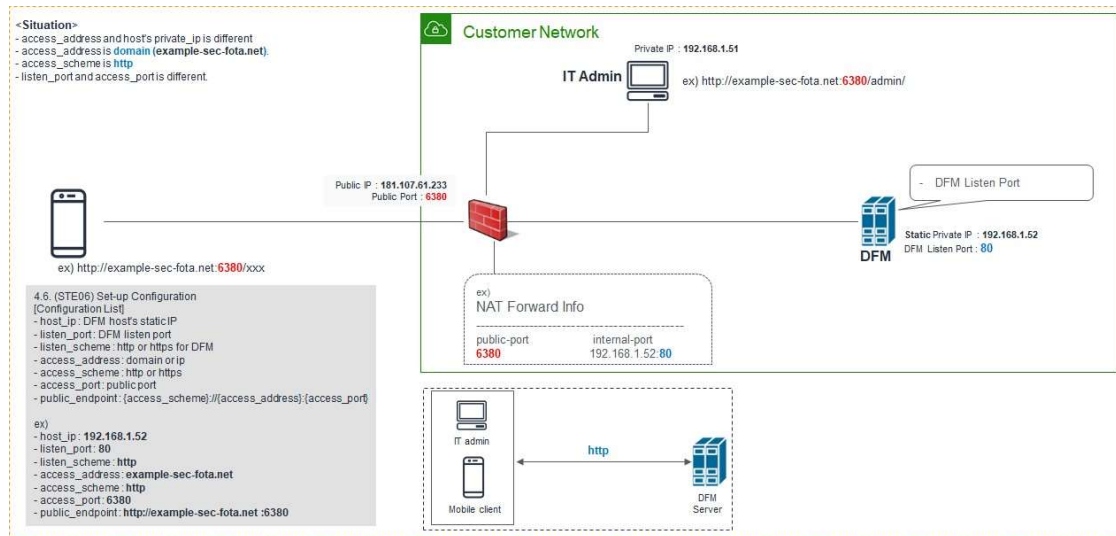 <Situation>
- access_address and host's private_ip is different
- access_address is domain (example-sec-fota.net).
- access_scheme is http
- listen_port and access_port is different.
Customer Network
Private IP : 192.168.1.51
IT Admin
ex) http://example-sec-fota.net:6380/admin/
Public IP : 181.107.61.233
Public Port : 6380
- DFM Listen Port
Static Private IP : 192.168.1.52
DFM Listen Port : 80
DFM
ex) http://example-sec-fota.net:6380/xxx
ex)
NAT Forward Info
public-port internal-port
6380 192.168.1.52:80
4.6. (STE06) Set-up Configuration
[Configuration List]
- host_ip : DFM host's static IP
- listen_port : DFM listen port
- listen_scheme : http or https for DFM
- access_address : domain or ip
- access_scheme : http or https
- access_port : public port
- public_endpoint : {access_scheme}://{access_address}:{access_port}
ex)
- host_ip : 192.168.1.52
- listen_port : 80
- listen_scheme : http
- access_address : example-sec-fota.net
- access_scheme : http
- access_port : 6380
- public_endpoint : http://example-sec-fota.net :6380
IT admin
http
Mobile client
DFM
Server